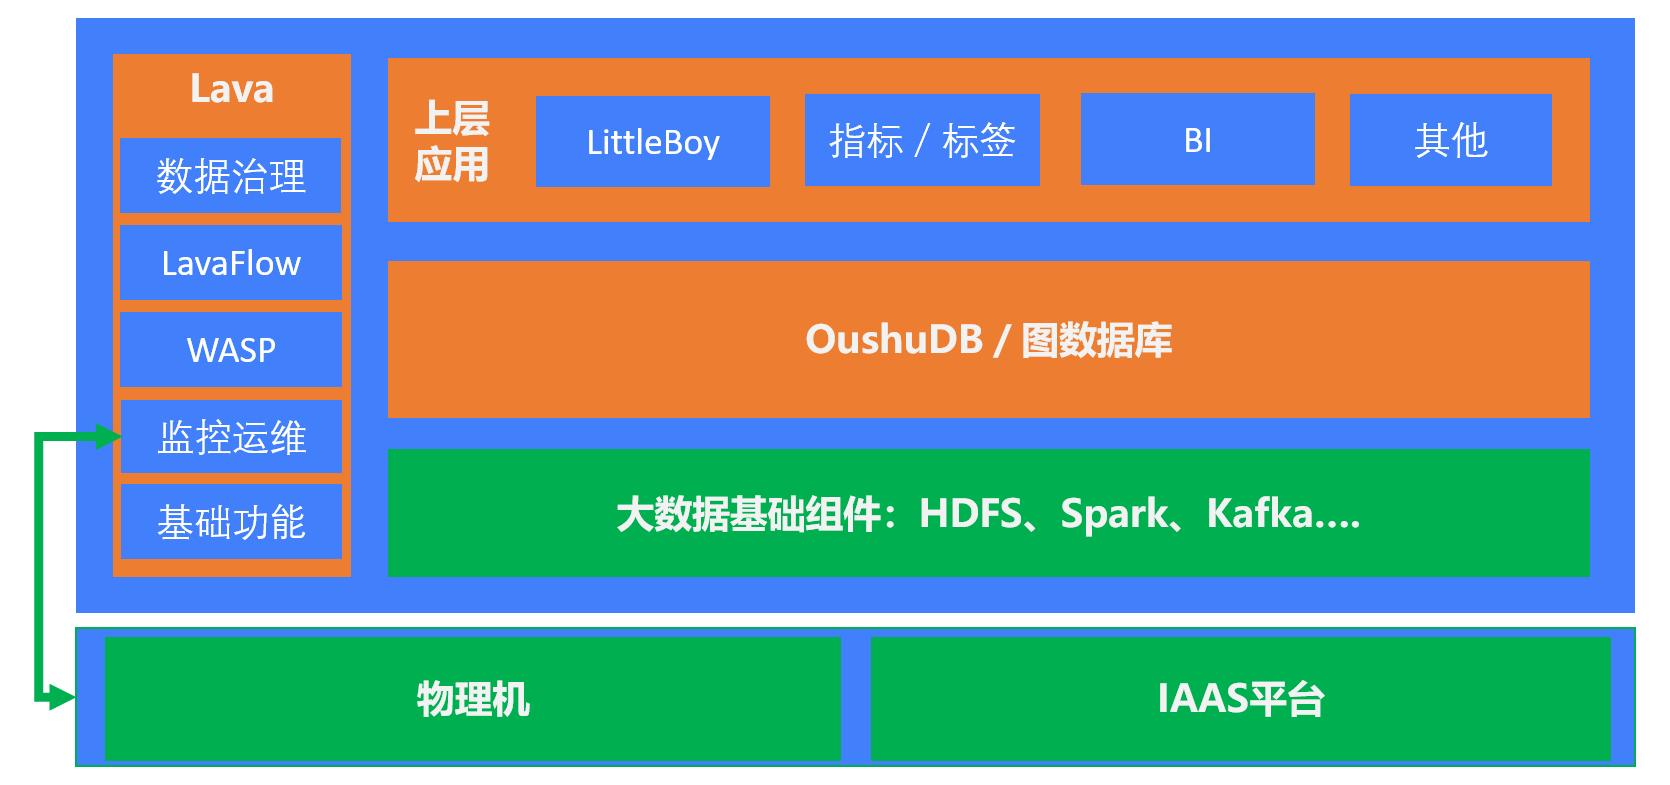 Lava
数据治理
LavaFlow
WASP
监控运维
基础功能
上层
应用
LittleBoy
指标 / 标签
BI
其他
OushuDB / 图数据库
大数据基础组件：HDFS、Spark、Kafka....
物理机
IAAS平台